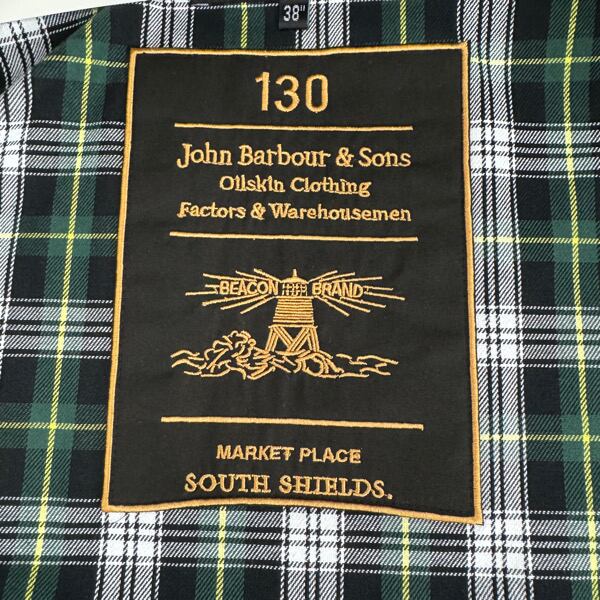 38"
130
John Barbour & Sons
Oilskin Clothing
Factors & Warehousemen
BEACON BRAND
MARKET PLACE
SOUTH SHIELDS.